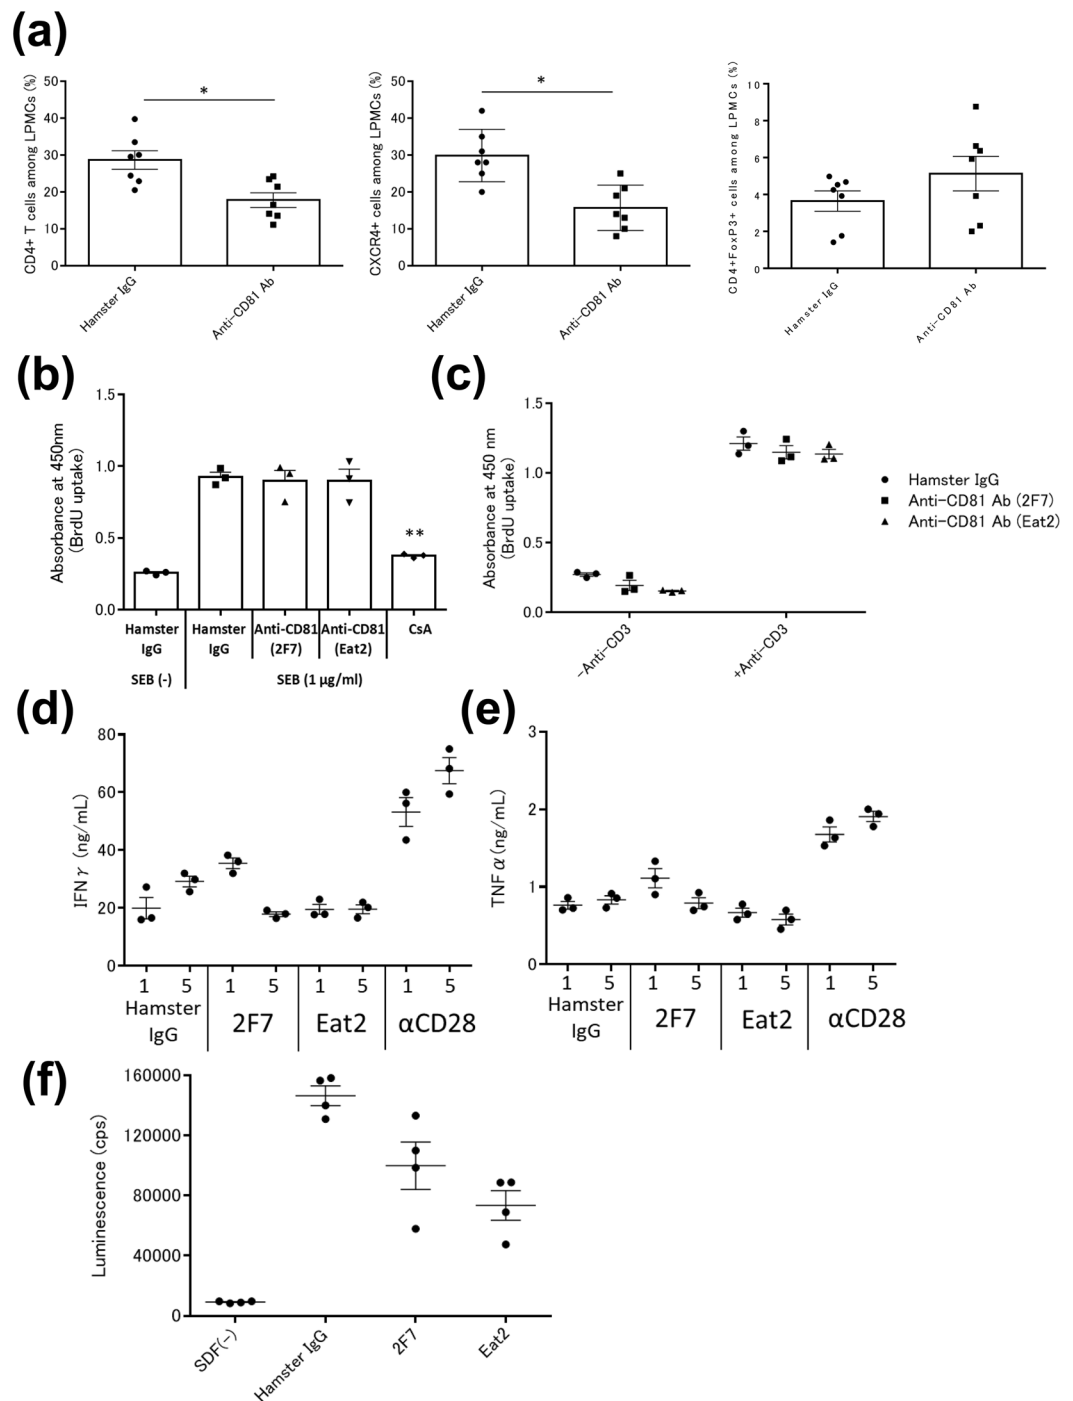 (a)
CD4+ T cells among LPMCs (%)
50
40
30
20
10
0
*
Hamster IgG
Anti-CD81 Ab
CXCR4+ cells among LPMCs (%)
50
40
30
20
10
0
*
Hamster IgG
Anti-CD81 Ab
CD4+FoxP3+ cells among LPMCs (%)
10
8
6
4
2
0
Hamster IgG
Anti-CD81 Ab
(b)
Absorbance at 450nm
(BrdU uptake)
1.5
1.0
0.5
0.0
**
Hamster
IgG
Hamster
IgG
Anti-CD81
(2F7)
Anti-CD81
(Eat2)
CsA
SEB (-)
SEB (1 μg/ml)
(c)
Absorbance at 450 nm
(BrdU uptake)
1.5
1.0
0.5
0.0
-Anti-CD3
+Anti-CD3
Hamster IgG
Anti-CD81 Ab (2F7)
Anti-CD81 Ab (Eat2)
(d)
IFNγ (ng/mL)
80
60
40
20
0
1 5 1 5 1 5 1 5
Hamster
IgG
2F7
Eat2
αCD28
(e)
TNFα (ng/mL)
3
2
1
0
1 5 1 5 1 5 1 5
Hamster
IgG
2F7
Eat2
αCD28
(f)
Luminescence (cps)
160000
120000
80000
40000
0
SDF(-)
Hamster IgG
2F7
Eat2